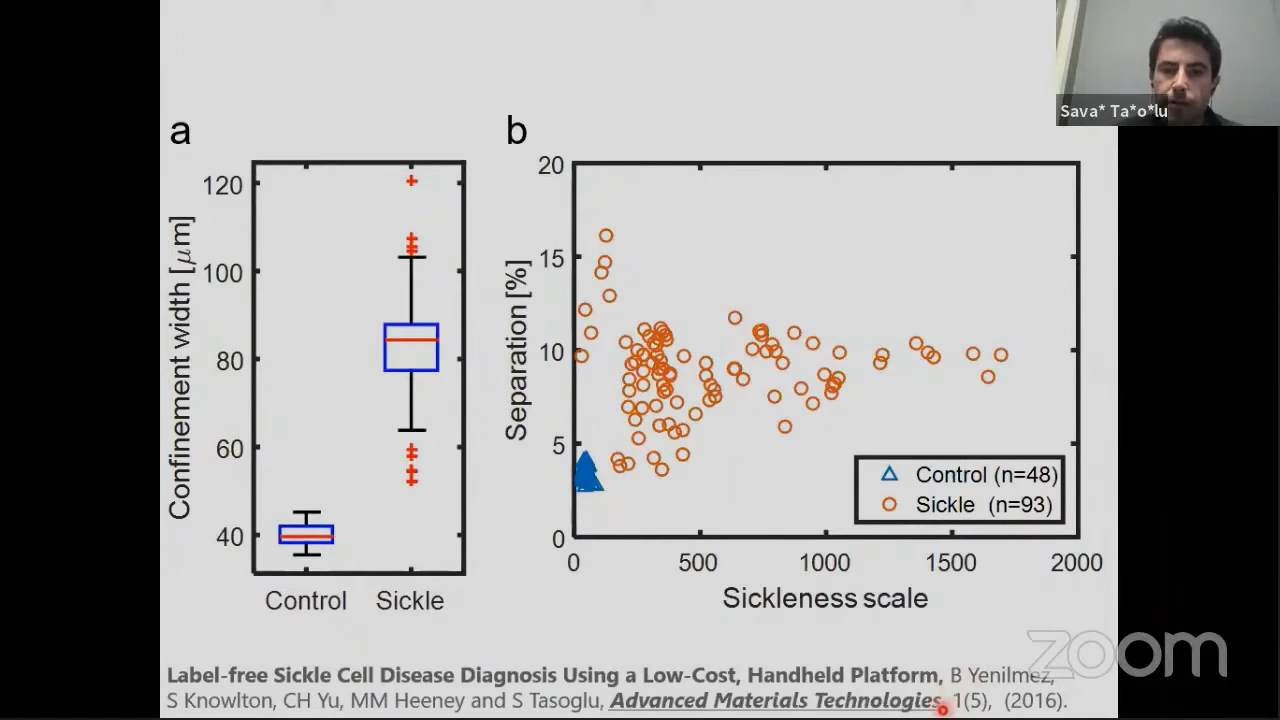 Sava* Ta*o*lu
a
b
120
100
80
60
40
Confinement width [μm]
Control
Sickle
20
15
10
5
0
Separation [%]
0
500
1000
1500
2000
Sickleness scale
Control (n=48)
Sickle (n=93)
zoom
Label-free Sickle Cell Disease Diagnosis Using a Low-Cost, Handheld Platform, B Yenilmez,
S Knowlton, CH Yu, MM Heeney and S Tasoglu, Advanced Materials Technologies, 1(5), (2016).